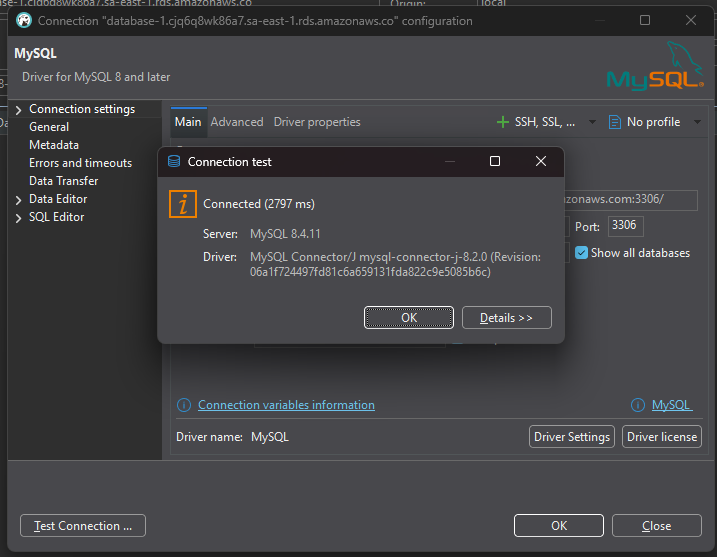 Origin:
local
Connection "database-1.cjq6q8wk86a7.sa-east-1.rds.amazonaws.co" configuration
MySQL
Driver for MySQL 8 and later
MySQL®
Connection settings
General
Metadata
Errors and timeouts
Data Transfer
Data Editor
SQL Editor
Main
Advanced
Driver properties
SSH, SSL, ...
No profile
Connection test
Connected (2797 ms)
Server: MySQL 8.4.11
Driver: MySQL Connector/J mysql-connector-j-8.2.0 (Revision:
06a1f724497fd81c6a659131fda822c9e5085b6c)
OK
Details >>
zonaws.com:3306/
Port: 3306
Show all databases
Connection variables information
MySQL
Driver name: MySQL
Driver Settings
Driver license
Test Connection ...
OK
Close